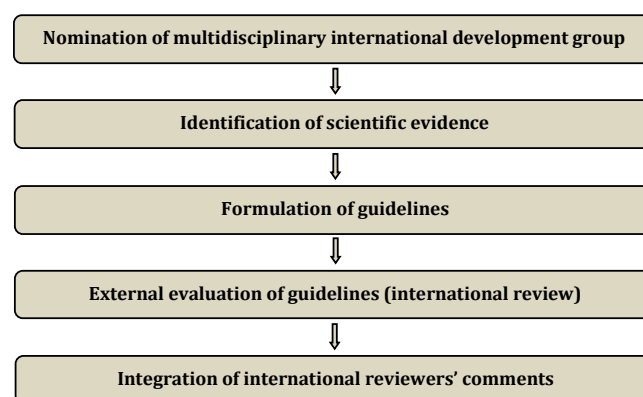 Nomination of multidisciplinary international development group
Identification of scientific evidence
Formulation of guidelines
External evaluation of guidelines (international review)
Integration of international reviewers’ comments